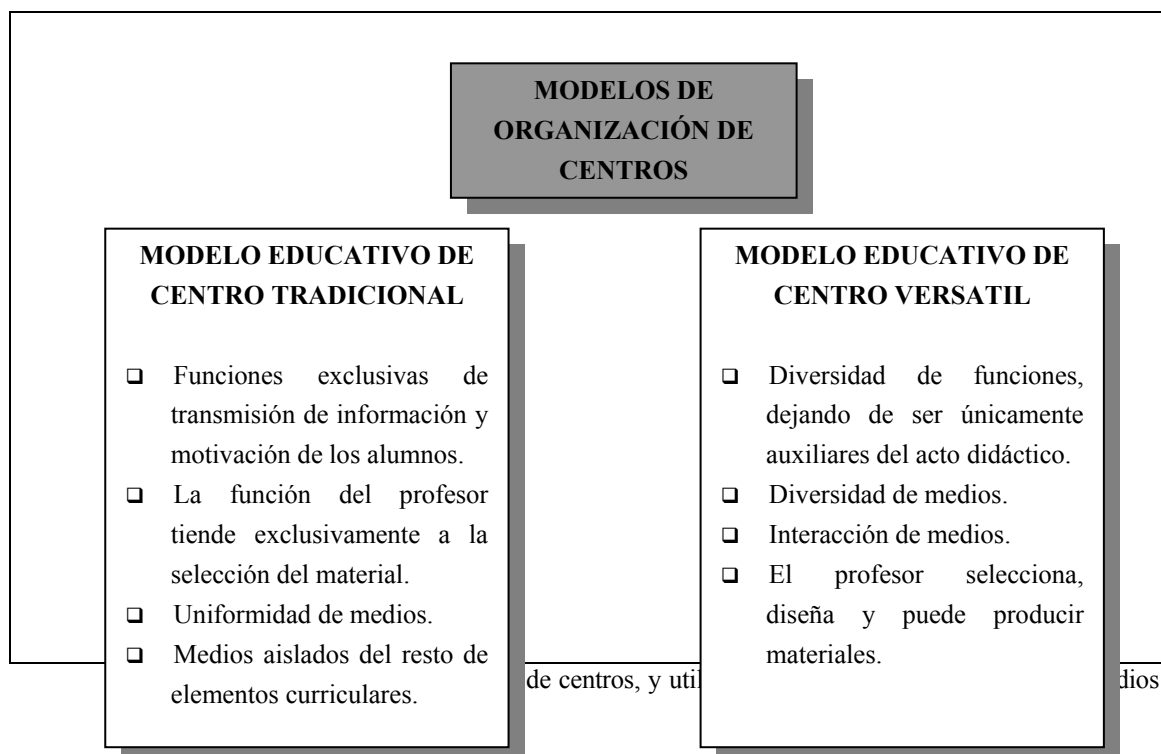 MODELOS DE
ORGANIZACIÓN DE
CENTROS
MODELO EDUCATIVO DE
CENTRO TRADICIONAL
❑ Funciones exclusivas de
transmisión de información y
motivación de los alumnos.
❑ La función del profesor
tiende exclusivamente a la
selección del material.
❑ Uniformidad de medios.
❑ Medios aislados del resto de
elementos curriculares.
MODELO EDUCATIVO DE
CENTRO VERSATIL
❑ Diversidad de funciones,
dejando de ser únicamente
auxiliares del acto didáctico.
❑ Diversidad de medios.
❑ Interacción de medios.
❑ El profesor selecciona,
diseña y puede producir
materiales.
de centros, y